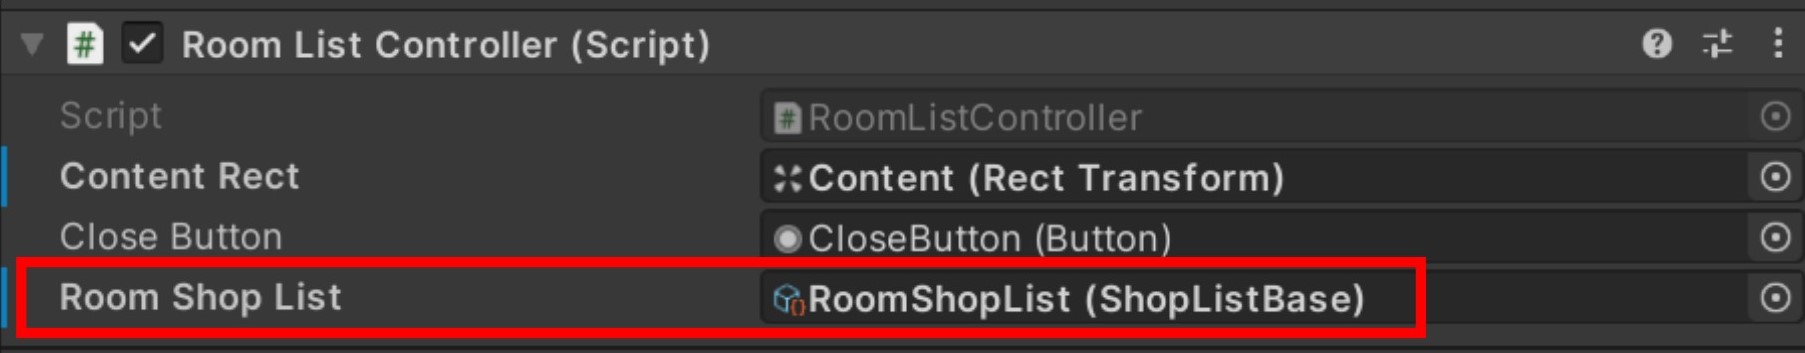 # Room List Controller (Script)
Script # RoomListController
Content Rect Content (Rect Transform)
Close Button CloseButton (Button)
Room Shop List {} RoomShopList (ShopListBase)